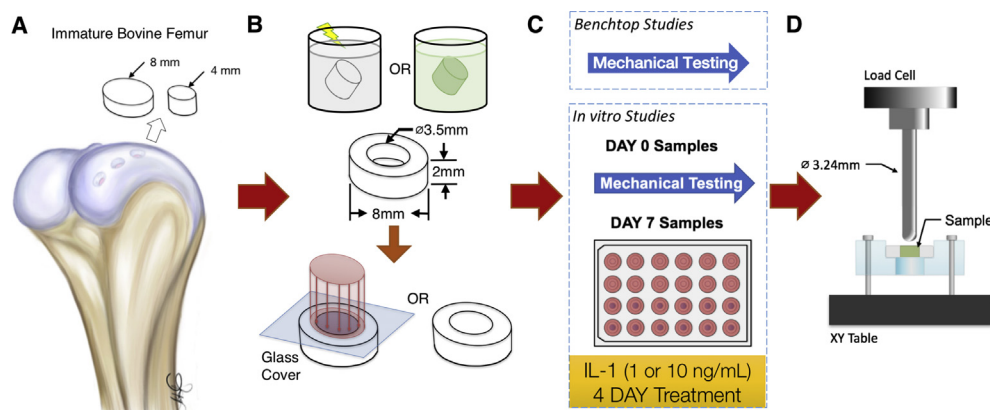 A
Immature Bovine Femur
8 mm
4 mm
B
OR
⌀3.5mm
2mm
8mm
OR
Glass
Cover
C
Benchtop Studies
Mechanical Testing
In vitro Studies
DAY 0 Samples
Mechanical Testing
DAY 7 Samples
IL-1 (1 or 10 ng/mL)
4 DAY Treatment
D
Load Cell
⌀ 3.24mm
Sample
XY Table